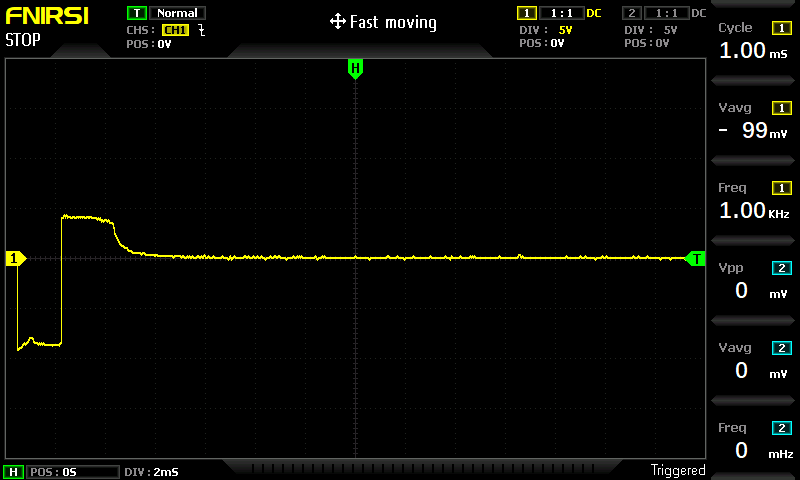 FNIRSI
STOP
T Normal
CHS: CH1
POS: 0V
Fast moving
1 1:1 DC
DIV: 5V
POS: 0V
2 1:1 DC
DIV: 5V
POS: 0V
Cycle 1
1.00 mS
Vavg 1
- 99 mV
Freq 1
1.00 KHz
Vpp 2
0 mV
Vavg 2
0 mV
Freq 2
0 mHz
H
1
T
H POS: 0S DIV: 2mS
Triggered